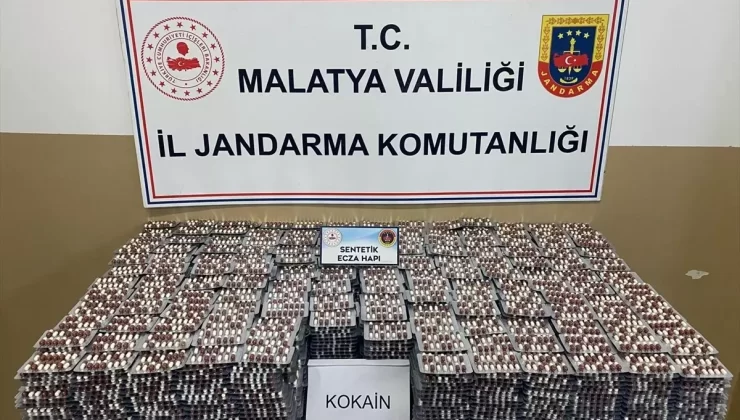 T.C.
MALATYA VALİLİĞİ
İL JANDARMA KOMUTANLIĞI
JANDARMA
SENTETİK
ECZA HAPI
KOKAİN